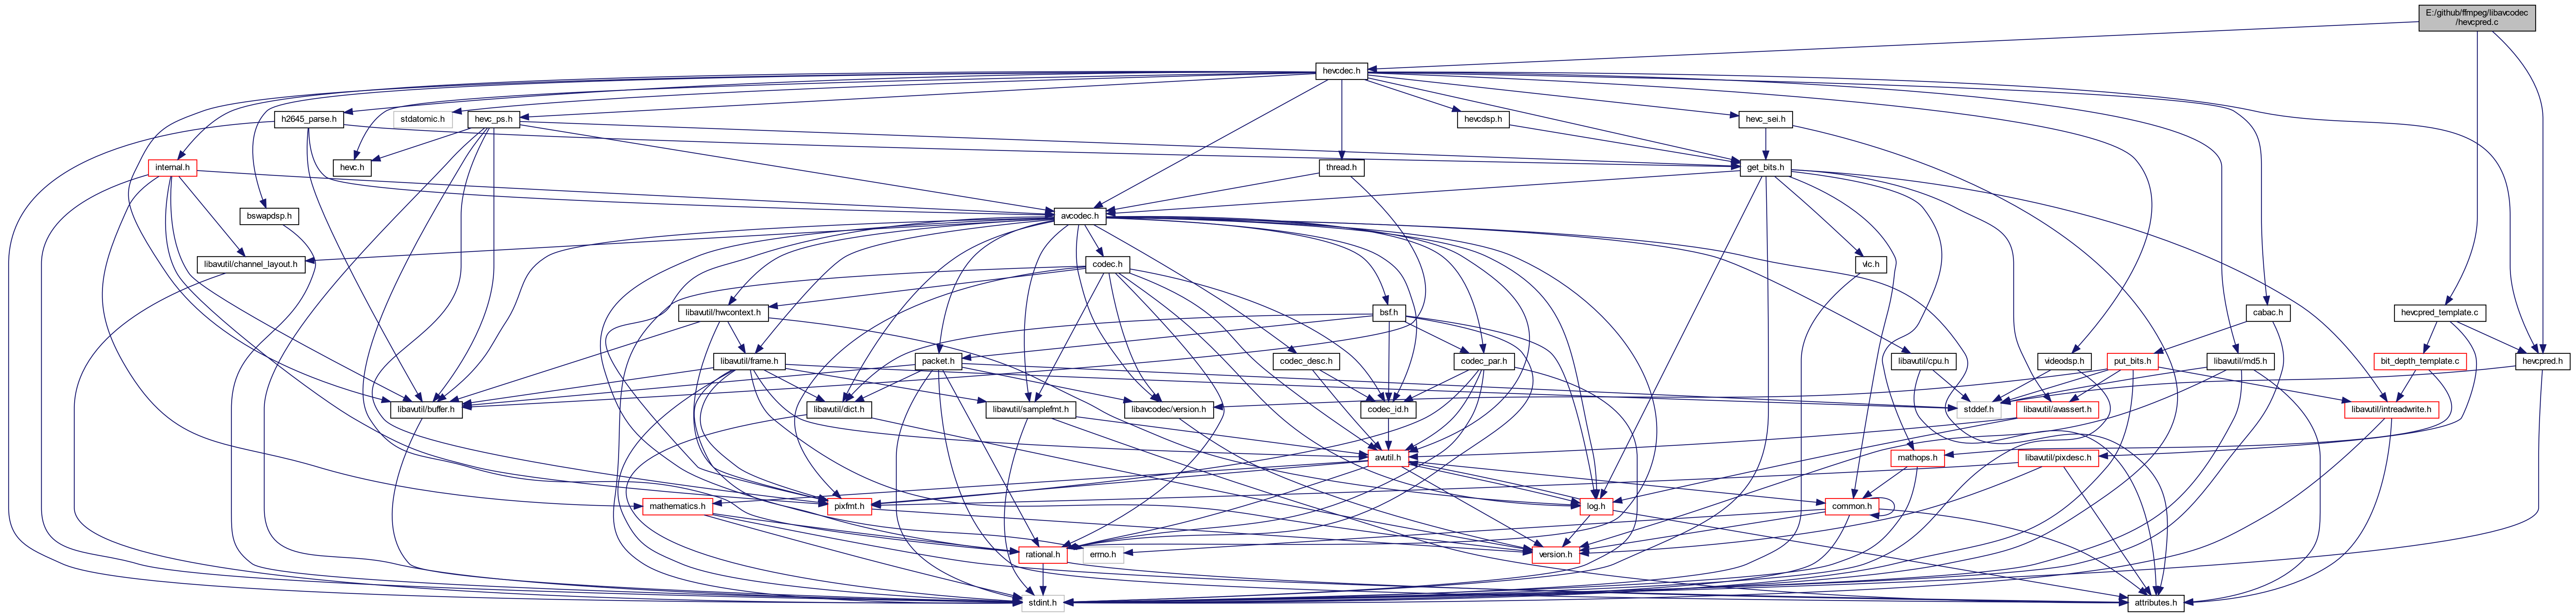 E:/github/ffmpeg/libavcodec
/hevcpred.c
hevcdec.h
h2645_parse.h
stdatomic.h
hevc_ps.h
hevcdsp.h
hevc_sei.h
internal.h
hevc.h
thread.h
get_bits.h
bswapdsp.h
avcodec.h
libavutil/channel_layout.h
codec.h
vlc.h
libavutil/hwcontext.h
bsf.h
cabac.h
hevcpred_template.c
libavutil/frame.h
packet.h
codec_desc.h
codec_par.h
libavutil/cpu.h
videodsp.h
put_bits.h
libavutil/md5.h
bit_depth_template.c
hevcpred.h
libavutil/buffer.h
libavutil/dict.h
libavutil/samplefmt.h
libavcodec/version.h
codec_id.h
stddef.h
libavutil/avassert.h
libavutil/intreadwrite.h
avutil.h
mathops.h
libavutil/pixdesc.h
mathematics.h
pixfmt.h
log.h
common.h
rational.h
errno.h
version.h
stdint.h
attributes.h